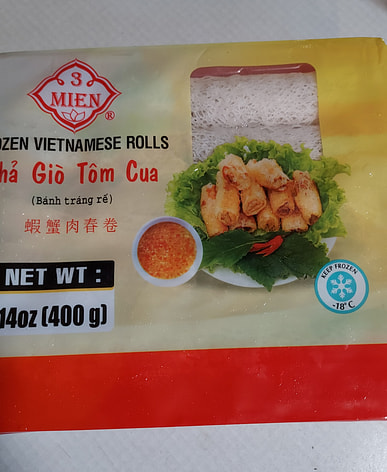 3
MIEN
®
OZEN VIETNAMESE ROLLS
hả Giò Tôm Cua
(Bánh tráng rế)
蝦蟹肉春卷
NET WT :
14oz (400 g)
KEEP FROZEN
-18° C